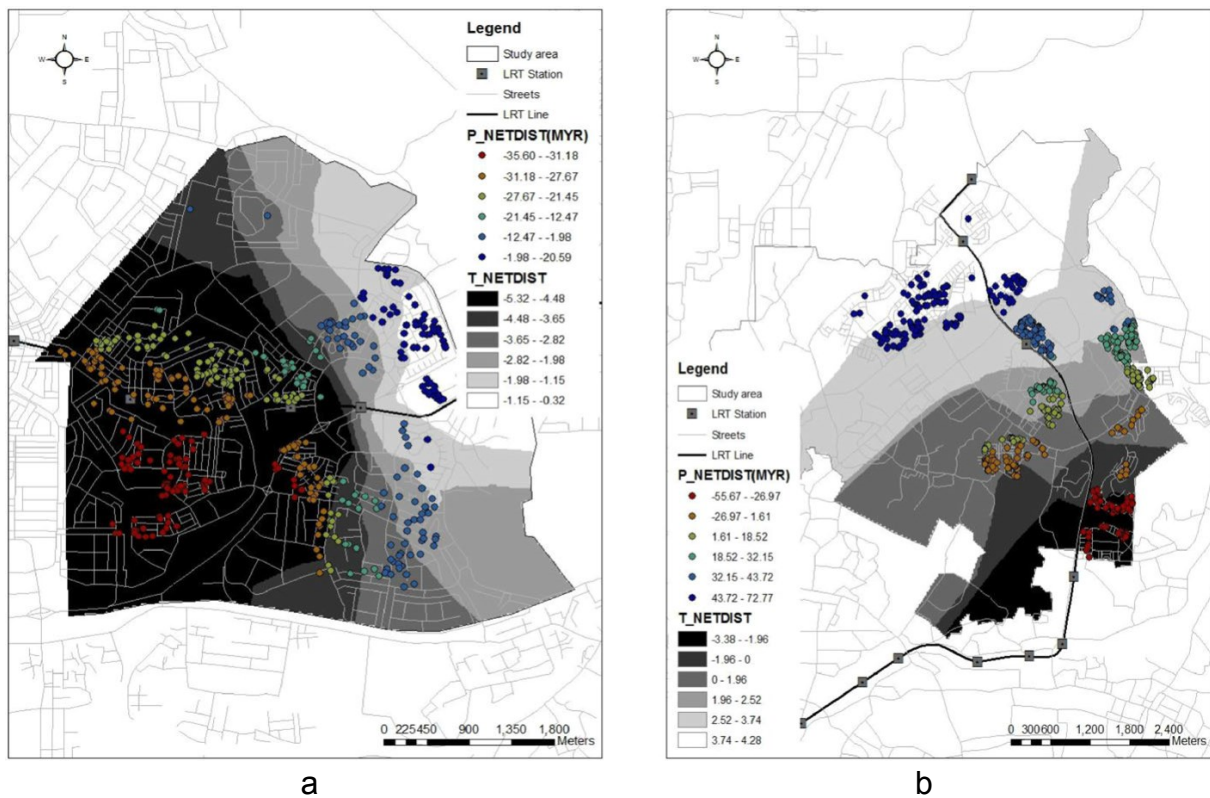 N
W E
S
Legend
Study area
LRT Station
Streets
LRT Line
P_NETDIST(MYR)
-35.60 - -31.18
-31.18 - -27.67
-27.67 - -21.45
-21.45 - -12.47
-12.47 - -1.98
-1.98 - -20.59
T_NETDIST
-5.32 - -4.48
-4.48 - -3.65
-3.65 - -2.82
-2.82 - -1.98
-1.98 - -1.15
-1.15 - -0.32
0 225450 900 1,350 1,800
Meters
a
N
W E
S
Legend
Study area
LRT Station
Streets
LRT Line
P_NETDIST(MYR)
-55.67 - -26.97
-26.97 - 1.61
1.61 - 18.52
18.52 - 32.15
32.15 - 43.72
43.72 - 72.77
T_NETDIST
-3.38 - -1.96
-1.96 - 0
0 - 1.96
1.96 - 2.52
2.52 - 3.74
3.74 - 4.28
0 300600 1,200 1,800 2,400
Meters
b